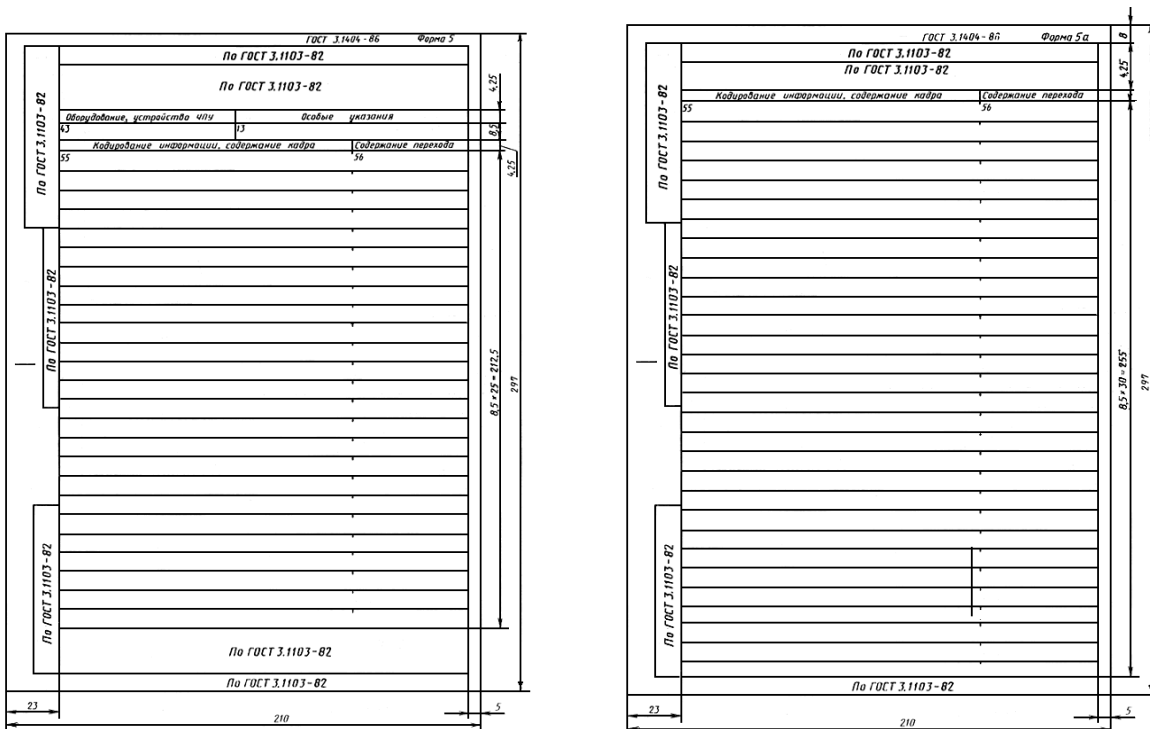 ГОСТ 3.1404-86 Форма 5
По ГОСТ 3.1103-82
По ГОСТ 3.1103-82
По ГОСТ 3.1103-82
4,25
Оборудование, устройство ЧПУ
Особые указания
43
13
8,5
Кодирование информации, содержание кадра
Содержание перехода
55
56
4,25
По ГОСТ 3.1103-82
8,5×25=212,5
297
По ГОСТ 3.1103-82
По ГОСТ 3.1103-82
По ГОСТ 3.1103-82
23
5
210
ГОСТ 3.1404-86 Форма 5а
8
По ГОСТ 3.1103-82
По ГОСТ 3.1103-82
По ГОСТ 3.1103-82
4,25
Кодирование информации, содержание кадра
Содержание перехода
55
56
По ГОСТ 3.1103-82
8,5×30=255
297
По ГОСТ 3.1103-82
По ГОСТ 3.1103-82
23
5
210